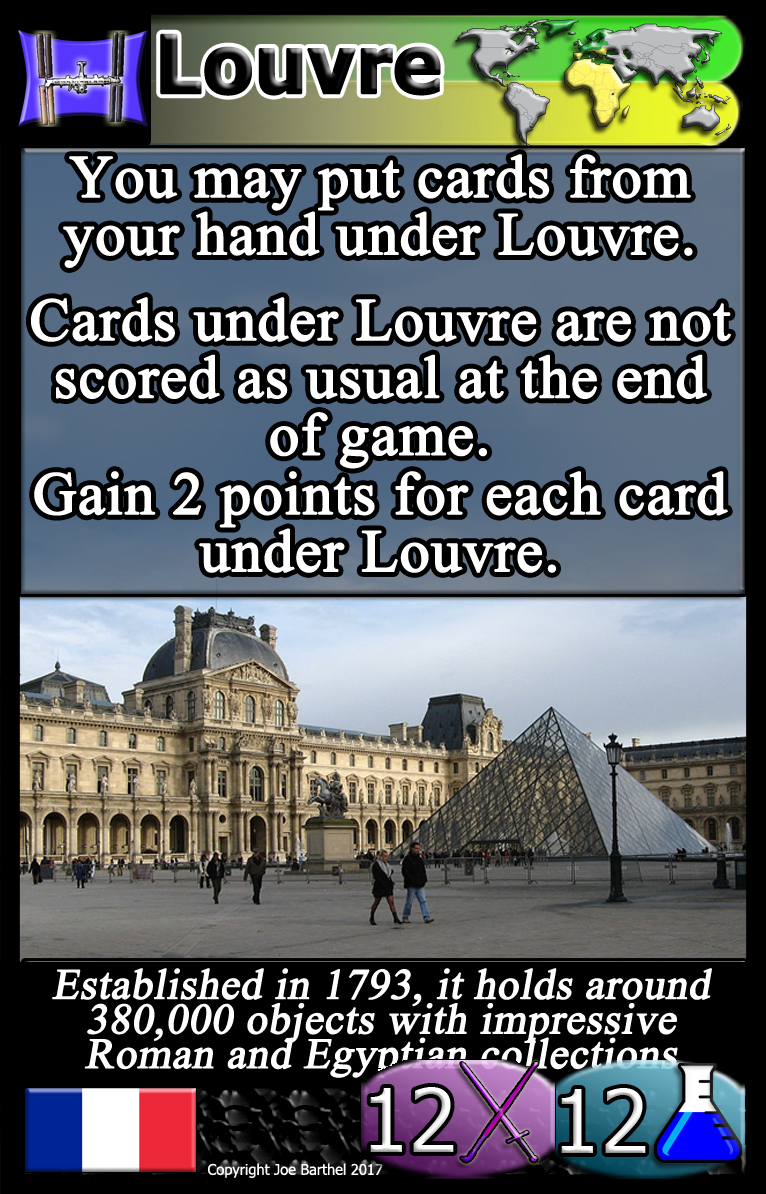 Louvre
You may put cards from
your hand under Louvre.
Cards under Louvre are not
scored as usual at the end
of game.
Gain 2 points for each card
under Louvre.
Established in 1793, it holds around
380,000 objects with impressive
Roman and Egyptian collections
12 12
Copyright Joe Barthel 2017